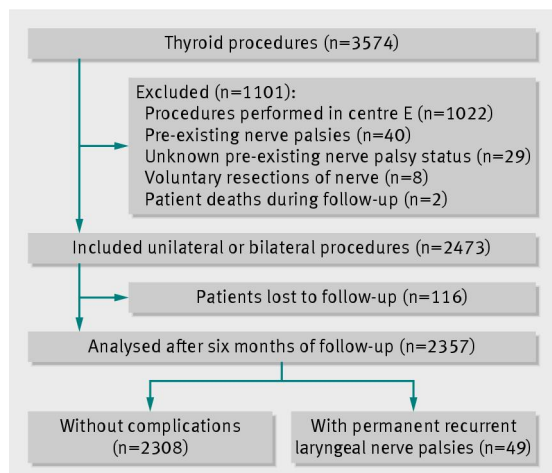 Thyroid procedures (n=3574)
Excluded (n=1101):
Procedures performed in centre E (n=1022)
Pre-existing nerve palsies (n=40)
Unknown pre-existing nerve palsy status (n=29)
Voluntary resections of nerve (n=8)
Patient deaths during follow-up (n=2)
Included unilateral or bilateral procedures (n=2473)
Patients lost to follow-up (n=116)
Analysed after six months of follow-up (n=2357)
Without complications
(n=2308)
With permanent recurrent
laryngeal nerve palsies (n=49)